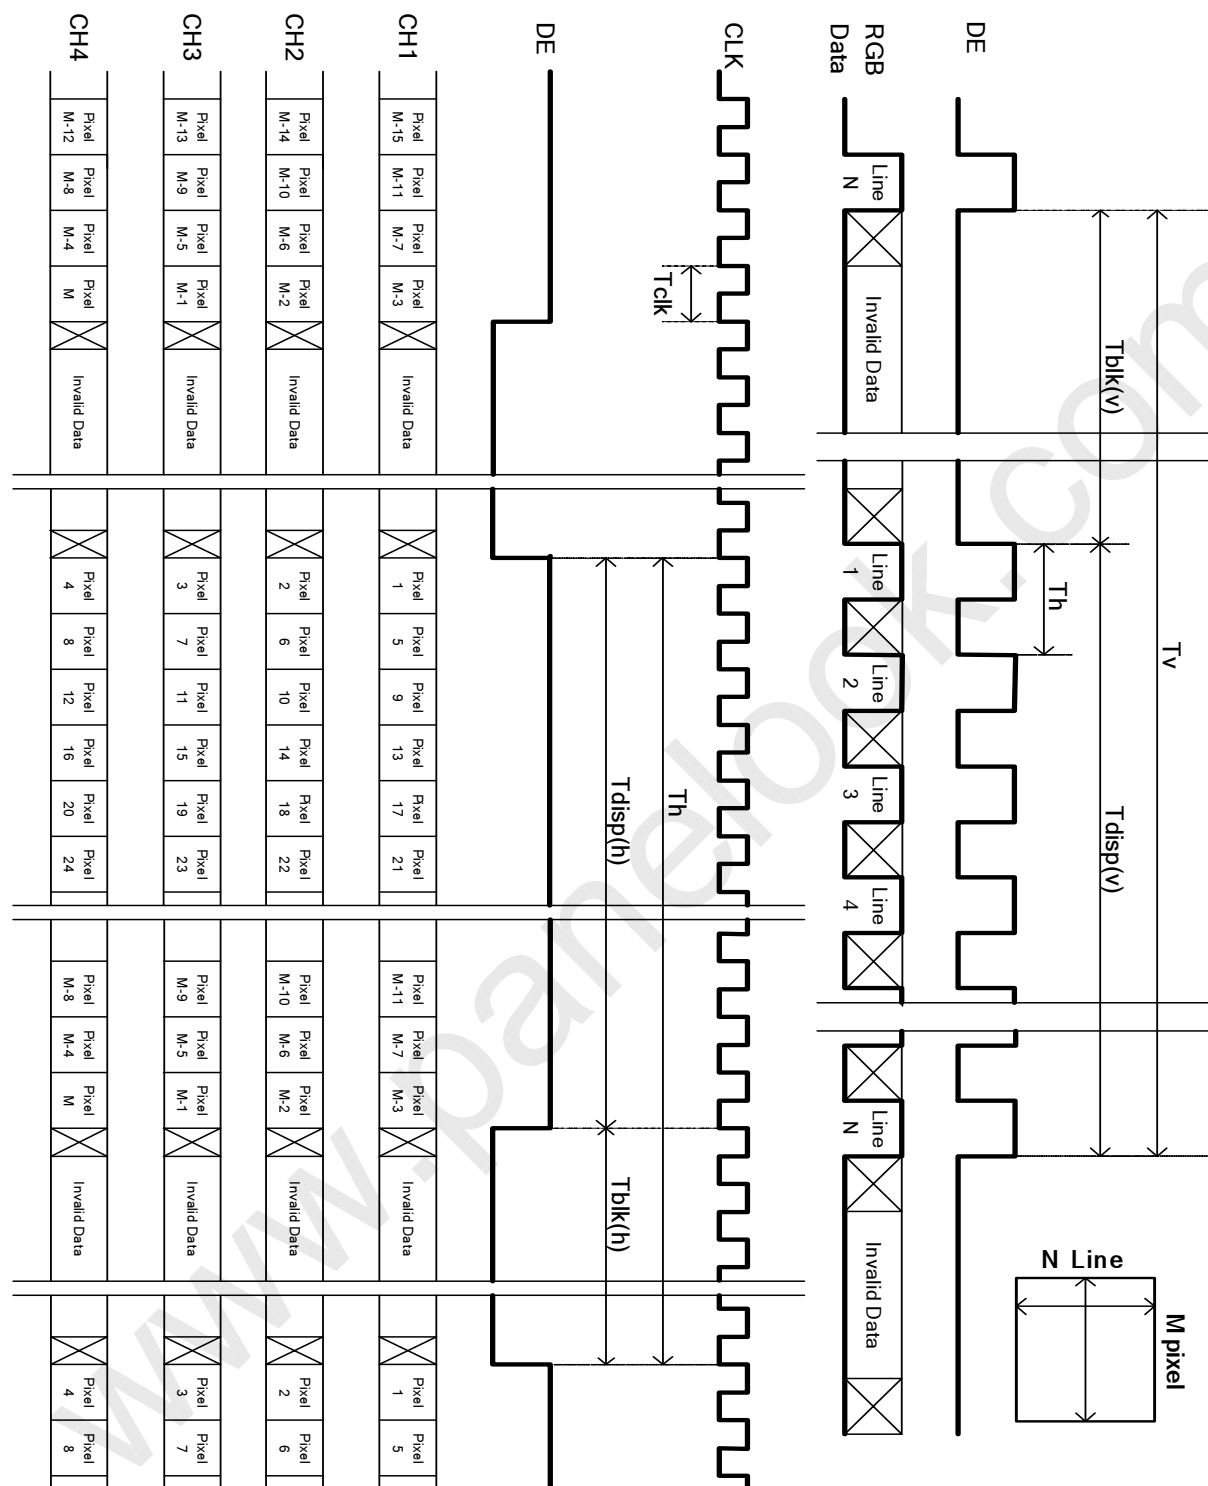 DE
RGB
Data
Line
N
Invalid Data
Line
1
Line
2
Line
3
Line
4
Line
N
Invalid Data
Tblk(v)
Th
Tv
Tdisp(v)
N Line
M pixel
CLK
Tclk
Th
DE
Tdisp(h)
Tblk(h)
CH1
Pixel M-15
Pixel M-11
Pixel M-7
Pixel M-3
Invalid Data
Pixel 1
Pixel 5
Pixel 9
Pixel 13
Pixel 17
Pixel 21
Pixel M-11
Pixel M-7
Pixel M-3
Invalid Data
Pixel 1
Pixel 5
CH2
Pixel M-14
Pixel M-10
Pixel M-6
Pixel M-2
Invalid Data
Pixel 2
Pixel 6
Pixel 10
Pixel 14
Pixel 18
Pixel 22
Pixel M-10
Pixel M-6
Pixel M-2
Invalid Data
Pixel 2
Pixel 6
CH3
Pixel M-13
Pixel M-9
Pixel M-5
Pixel M-1
Invalid Data
Pixel 3
Pixel 7
Pixel 11
Pixel 15
Pixel 19
Pixel 23
Pixel M-9
Pixel M-5
Pixel M-1
Invalid Data
Pixel 3
Pixel 7
CH4
Pixel M-12
Pixel M-8
Pixel M-4
Pixel M
Invalid Data
Pixel 4
Pixel 8
Pixel 12
Pixel 16
Pixel 20
Pixel 24
Pixel M-8
Pixel M-4
Pixel M
Invalid Data
Pixel 4
Pixel 8
www.panelook.com